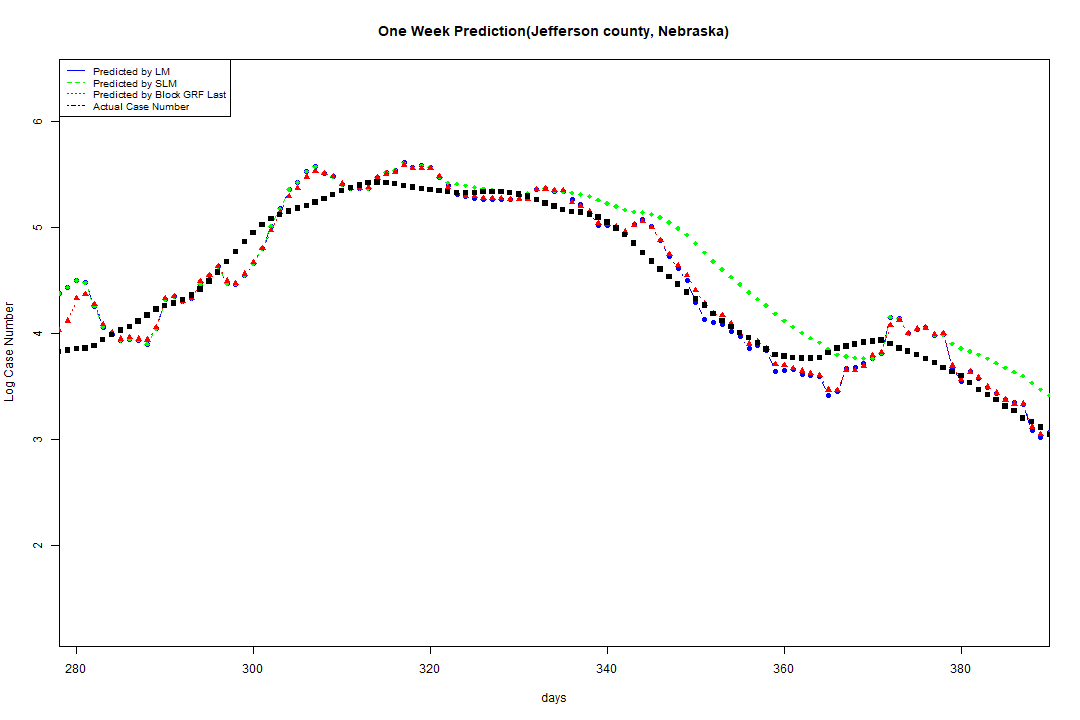 One Week Prediction(Jefferson county, Nebraska)
Predicted by LM
Predicted by SLM
Predicted by Block GRF Last
Actual Case Number
6
5
4
3
2
Log Case Number
280 300 320 340 360 380
days